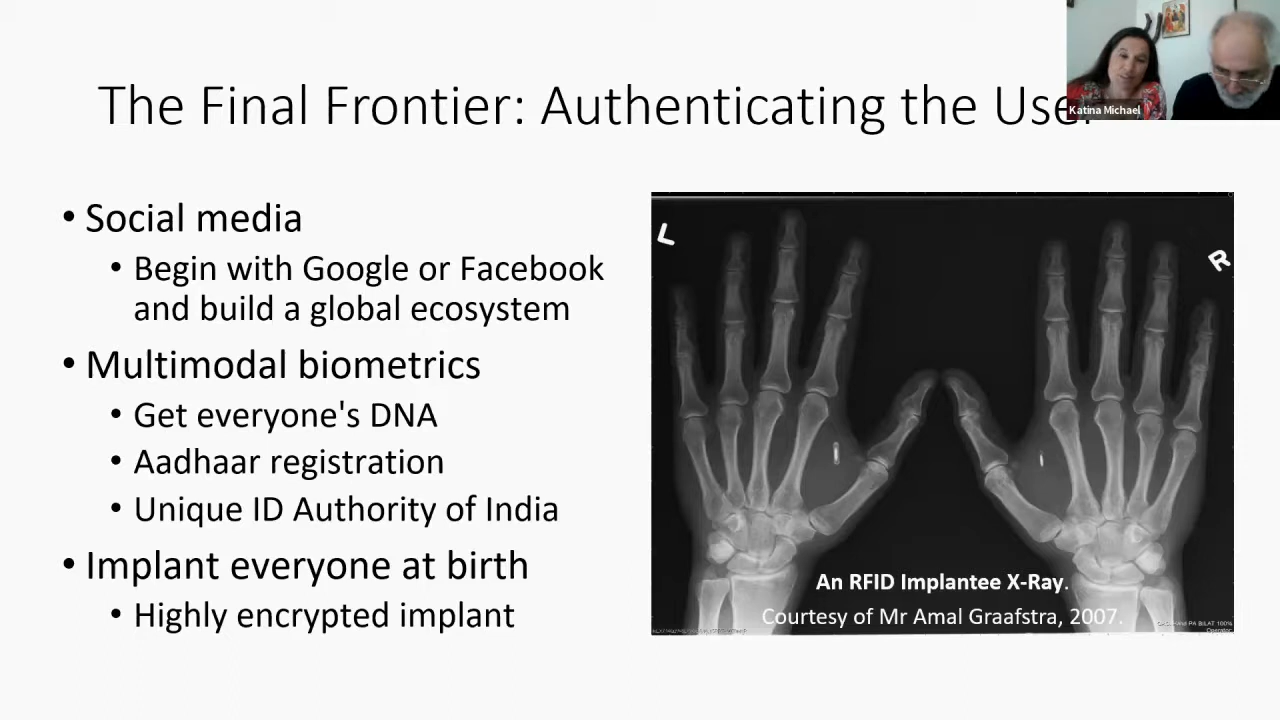 The Final Frontier: Authenticating the User
Katina Michael
• Social media
• Begin with Google or Facebook
and build a global ecosystem
• Multimodal biometrics
• Get everyone's DNA
• Aadhaar registration
• Unique ID Authority of India
• Implant everyone at birth
• Highly encrypted implant
L
R
An RFID Implantee X-Ray.
Courtesy of Mr Amal Graafstra, 2007.